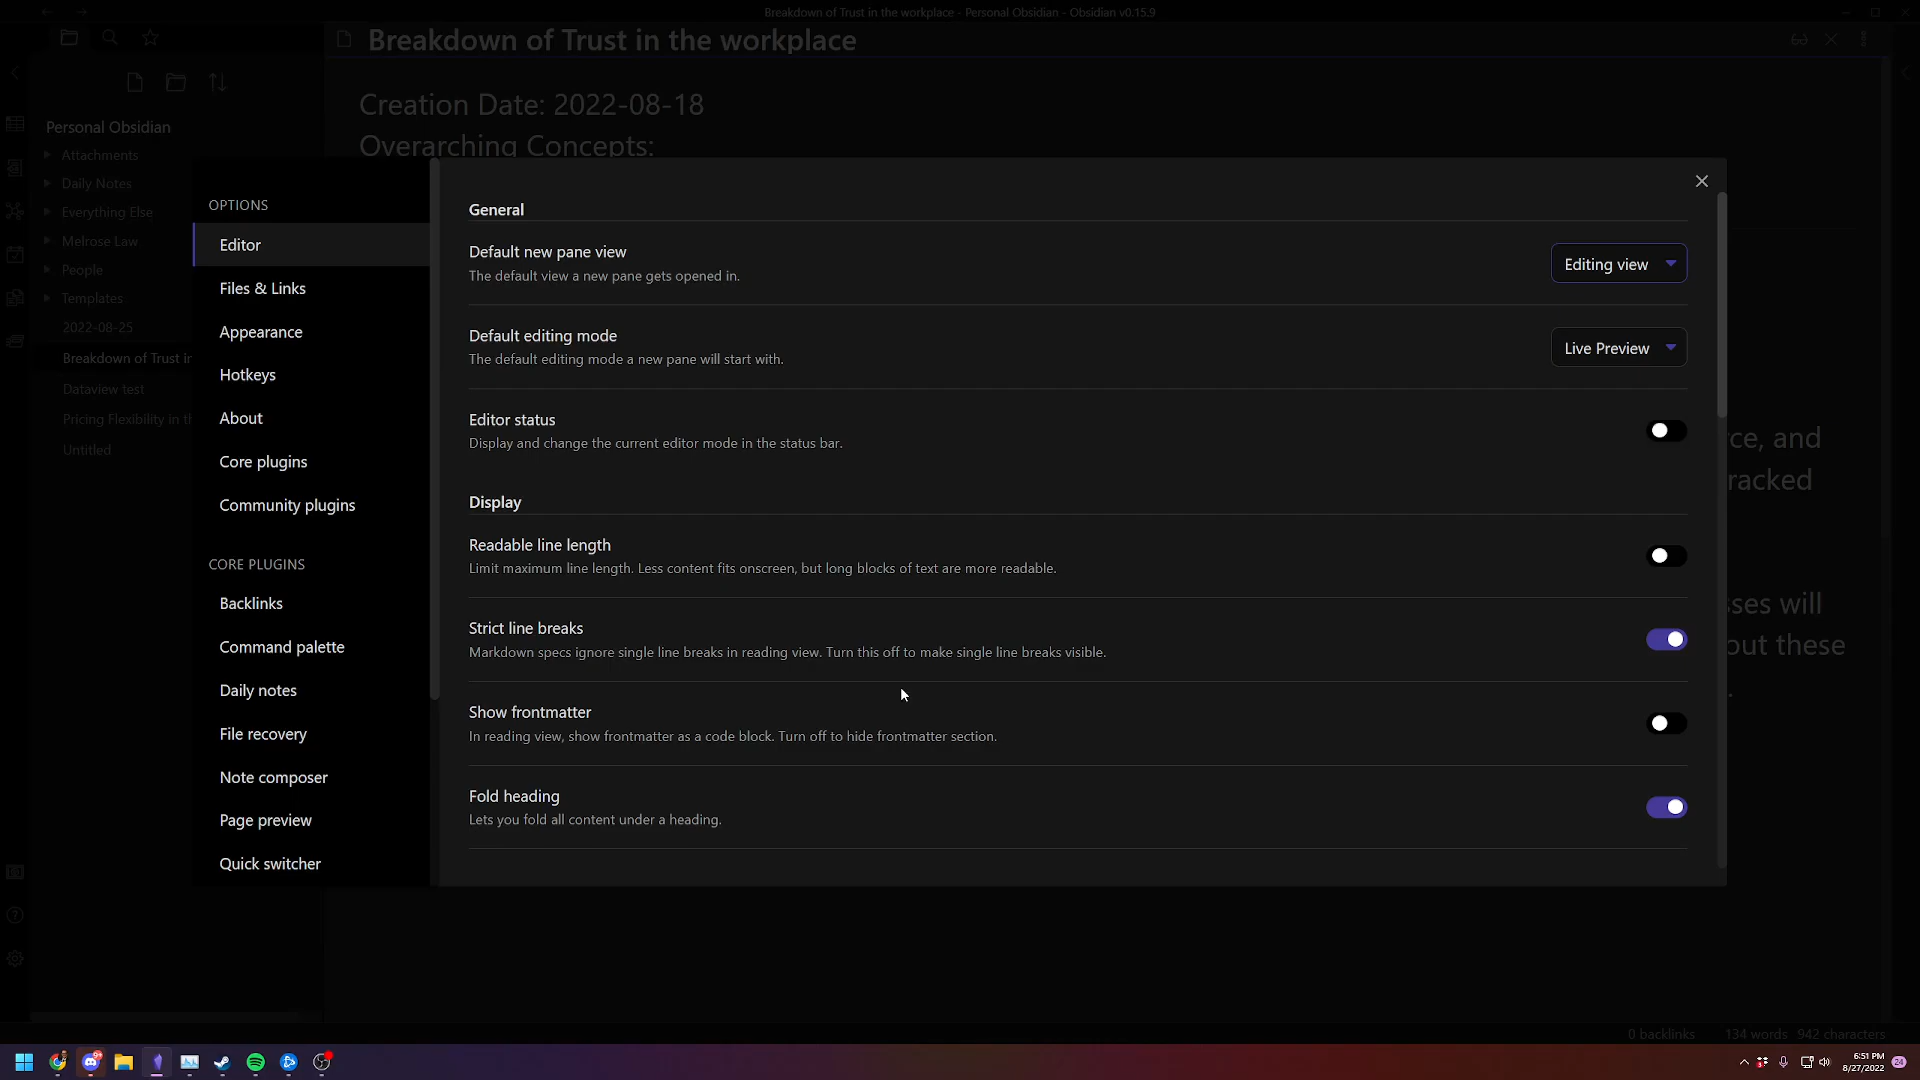 Breakdown of Trust in the workplace - Personal Obsidian - Obsidian v0.15.9
Breakdown of Trust in the workplace
Creation Date: 2022-08-18
Overarching Concepts:
Personal Obsidian
Attachments
Daily Notes
Everything Else
Melrose Law
People
Templates
2022-08-25
Breakdown of Trust in
Dataview test
Pricing Flexibility in th
Untitled
OPTIONS
Editor
Files & Links
Appearance
Hotkeys
About
Core plugins
Community plugins
CORE PLUGINS
Backlinks
Command palette
Daily notes
File recovery
Note composer
Page preview
Quick switcher
General
Default new pane view
The default view a new pane gets opened in.
Editing view
Default editing mode
The default editing mode a new pane will start with.
Live Preview
Editor status
Display and change the current editor mode in the status bar.
Display
Readable line length
Limit maximum line length. Less content fits onscreen, but long blocks of text are more readable.
Strict line breaks
Markdown specs ignore single line breaks in reading view. Turn this off to make single line breaks visible.
Show frontmatter
In reading view, show frontmatter as a code block. Turn off to hide frontmatter section.
Fold heading
Lets you fold all content under a heading.
ce, and
racked
sses will
out these
0 backlinks 134 words 942 characters
6:51 PM
8/27/2022
24